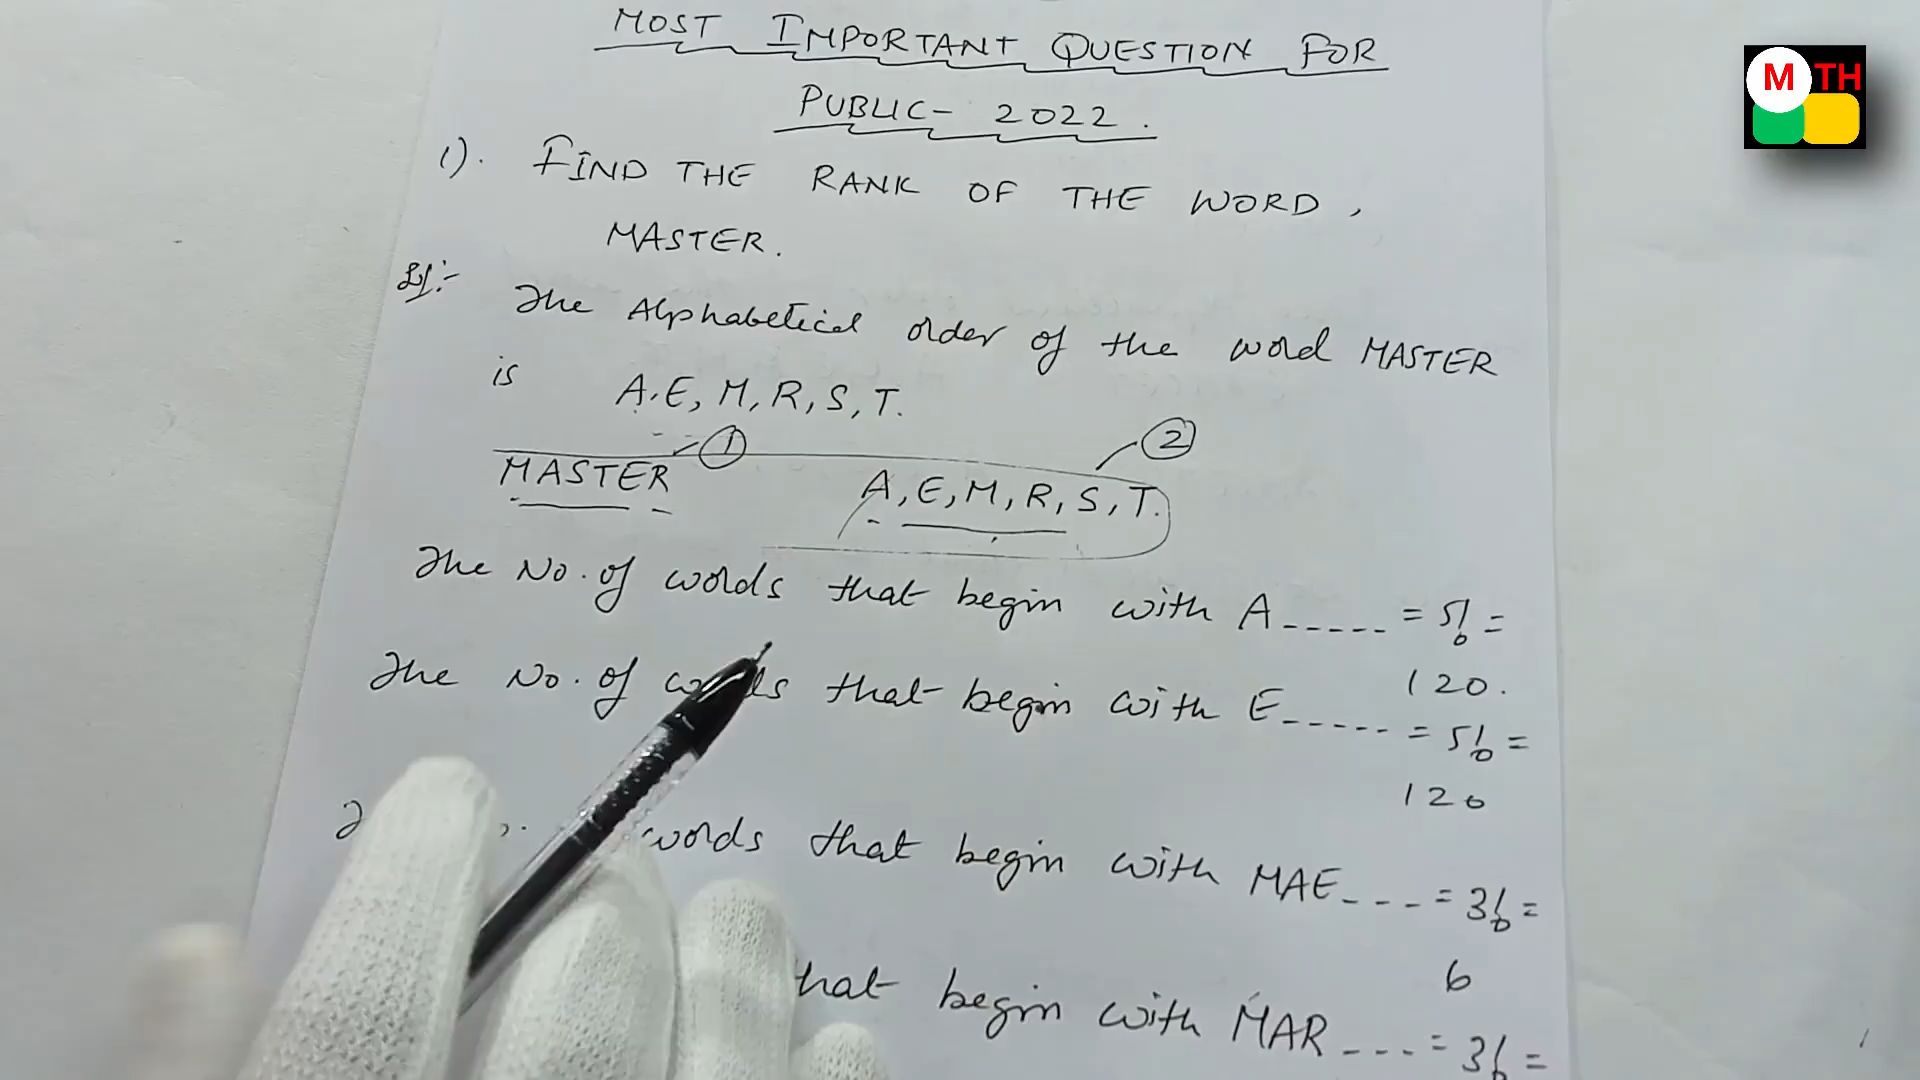 MOST IMPORTANT QUESTION FOR
PUBLIC- 2022.
M TH
1). FIND THE RANK OF THE WORD,
MASTER.
Sol:-
The Alphabetical order of the word MASTER
is A, E, M, R, S, T.
1
2
MASTER A, E, M, R, S, T.
The No. of words that begin with A ----- = 5! =
120.
The No. of words that begin with E ----- = 5! =
120
words that begin with MAE --- = 3! =
6
that begin with MAR --- = 3! =